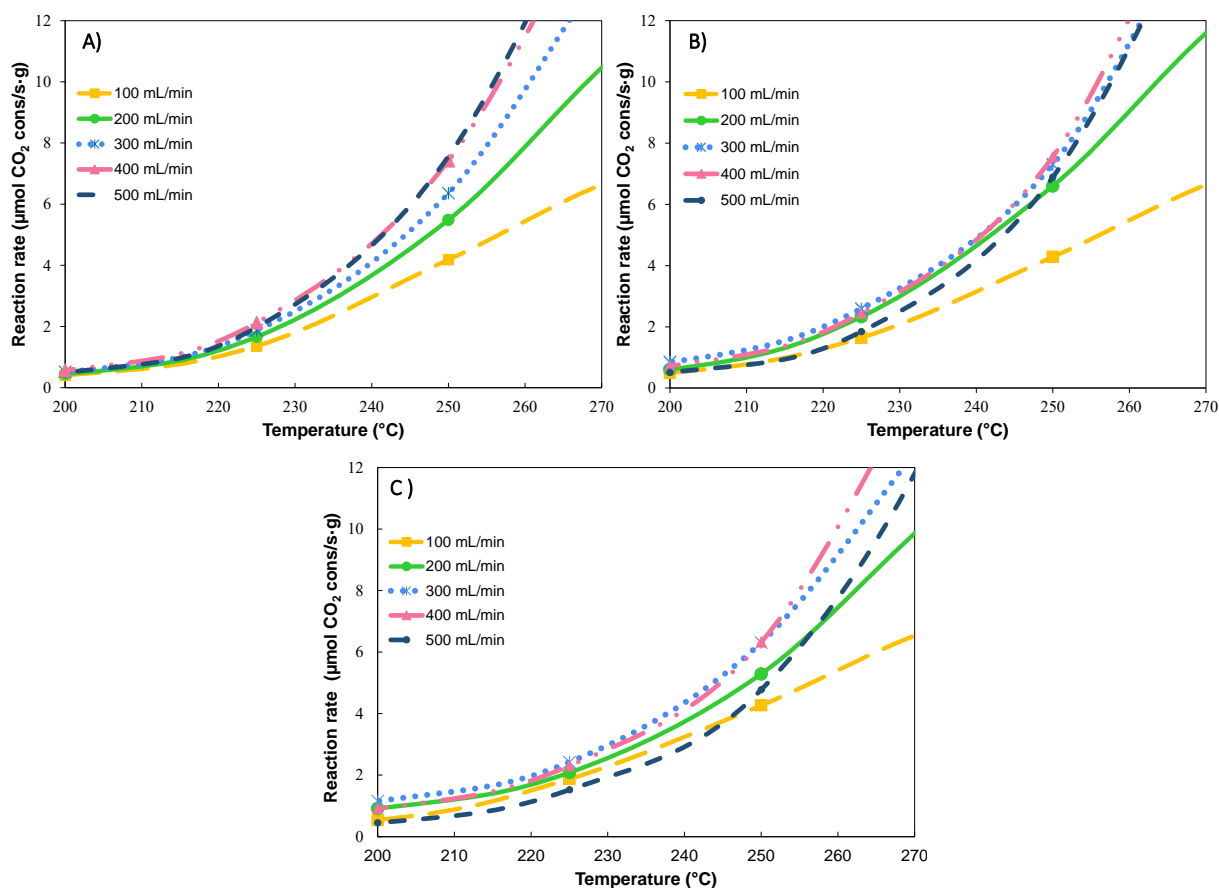 A)
Reaction rate (µmol CO₂ cons/s·g)
12
10
8
6
4
2
0
100 mL/min
200 mL/min
300 mL/min
400 mL/min
500 mL/min
200 210 220 230 240 250 260 270
Temperature (°C)
B)
Reaction rate (µmol CO₂ cons/s·g)
12
10
8
6
4
2
0
100 mL/min
200 mL/min
300 mL/min
400 mL/min
500 mL/min
200 210 220 230 240 250 260 270
Temperature (°C)
C)
Reaction rate (µmol CO₂ cons/s·g)
12
10
8
6
4
2
0
100 mL/min
200 mL/min
300 mL/min
400 mL/min
500 mL/min
200 210 220 230 240 250 260 270
Temperature (°C)